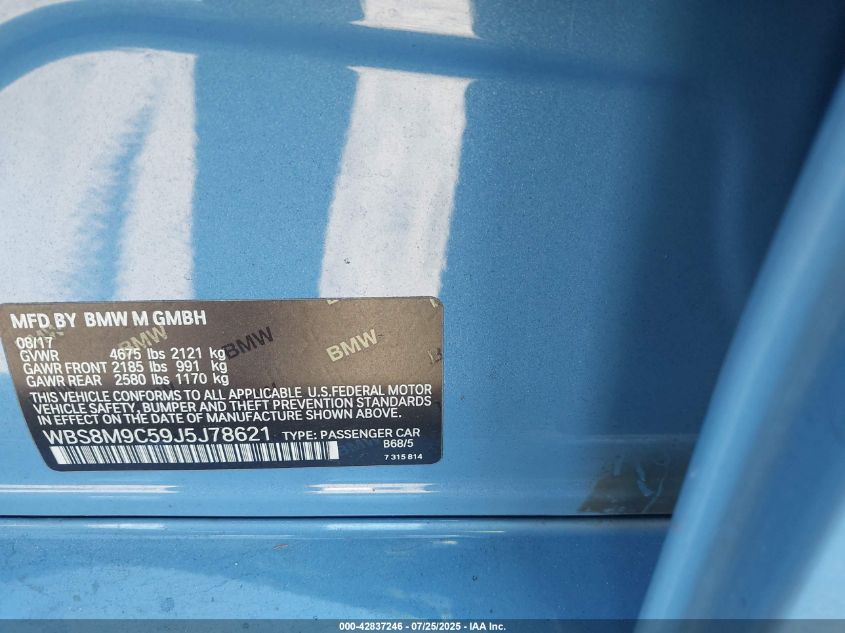 MFD BY BMW M GMBH
08/17
GVWR 4675 lbs 2121 kg
GAWR FRONT 2185 lbs 991 kg
GAWR REAR 2580 lbs 1170 kg
THIS VEHICLE CONFORMS TO ALL APPLICABLE U.S.FEDERAL MOTOR
VEHICLE SAFETY, BUMPER AND THEFT PREVENTION STANDARDS
IN EFFECT ON THE DATE OF MANUFACTURE SHOWN ABOVE.
WBS8M9C59J5J78621 TYPE: PASSENGER CAR
B68/5
7 315 814
BMW
BMW
BMW
000-42837246 - 07/25/2025 - IAA Inc.